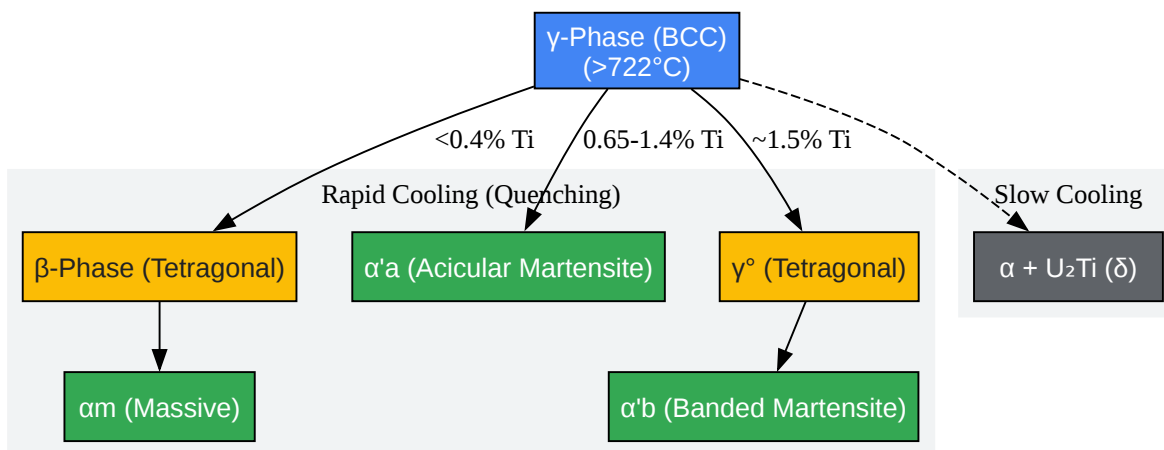 γ-Phase (BCC)
(>722°C)
<0.4% Ti
0.65-1.4% Ti
~1.5% Ti
Rapid Cooling (Quenching)
Slow Cooling
β-Phase (Tetragonal)
α'a (Acicular Martensite)
γ° (Tetragonal)
α + U₂Ti (δ)
αm (Massive)
α'b (Banded Martensite)